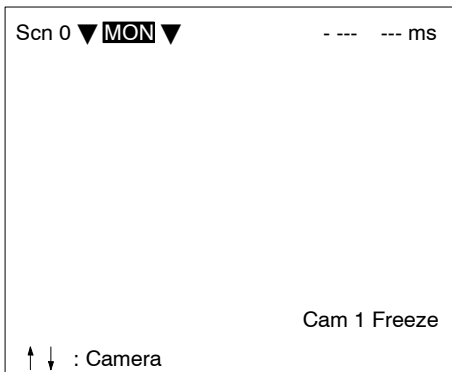 Scn 0 ▼ MON ▼ - --- --- ms
Cam 1 Freeze
↑ ↓ : Camera